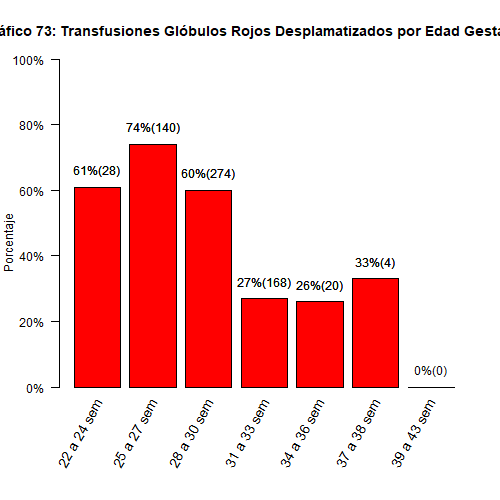 áfico 73: Transfusiones Glóbulos Rojos Desplamatizados por Edad Gesta
Porcentaje
100%
80%
60%
40%
20%
0%
61%(28)
74%(140)
60%(274)
27%(168)
26%(20)
33%(4)
0%(0)
22 a 24 sem
25 a 27 sem
28 a 30 sem
31 a 33 sem
34 a 36 sem
37 a 38 sem
39 a 43 sem